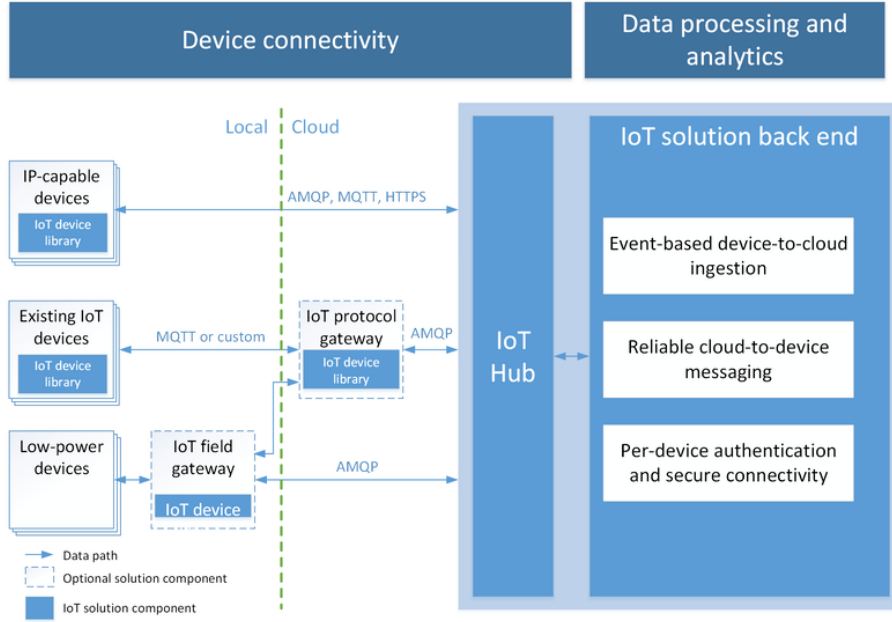 Device connectivity
Data processing and
analytics
Local
Cloud
IP-capable
devices
IoT device
library
AMQP, MQTT, HTTPS
Existing IoT
devices
IoT device
library
MQTT or custom
IoT protocol
gateway
IoT device
library
AMQP
Low-power
devices
IoT field
gateway
IoT device
AMQP
IoT
Hub
IoT solution back end
Event-based device-to-cloud
ingestion
Reliable cloud-to-device
messaging
Per-device authentication
and secure connectivity
Data path
Optional solution component
IoT solution component